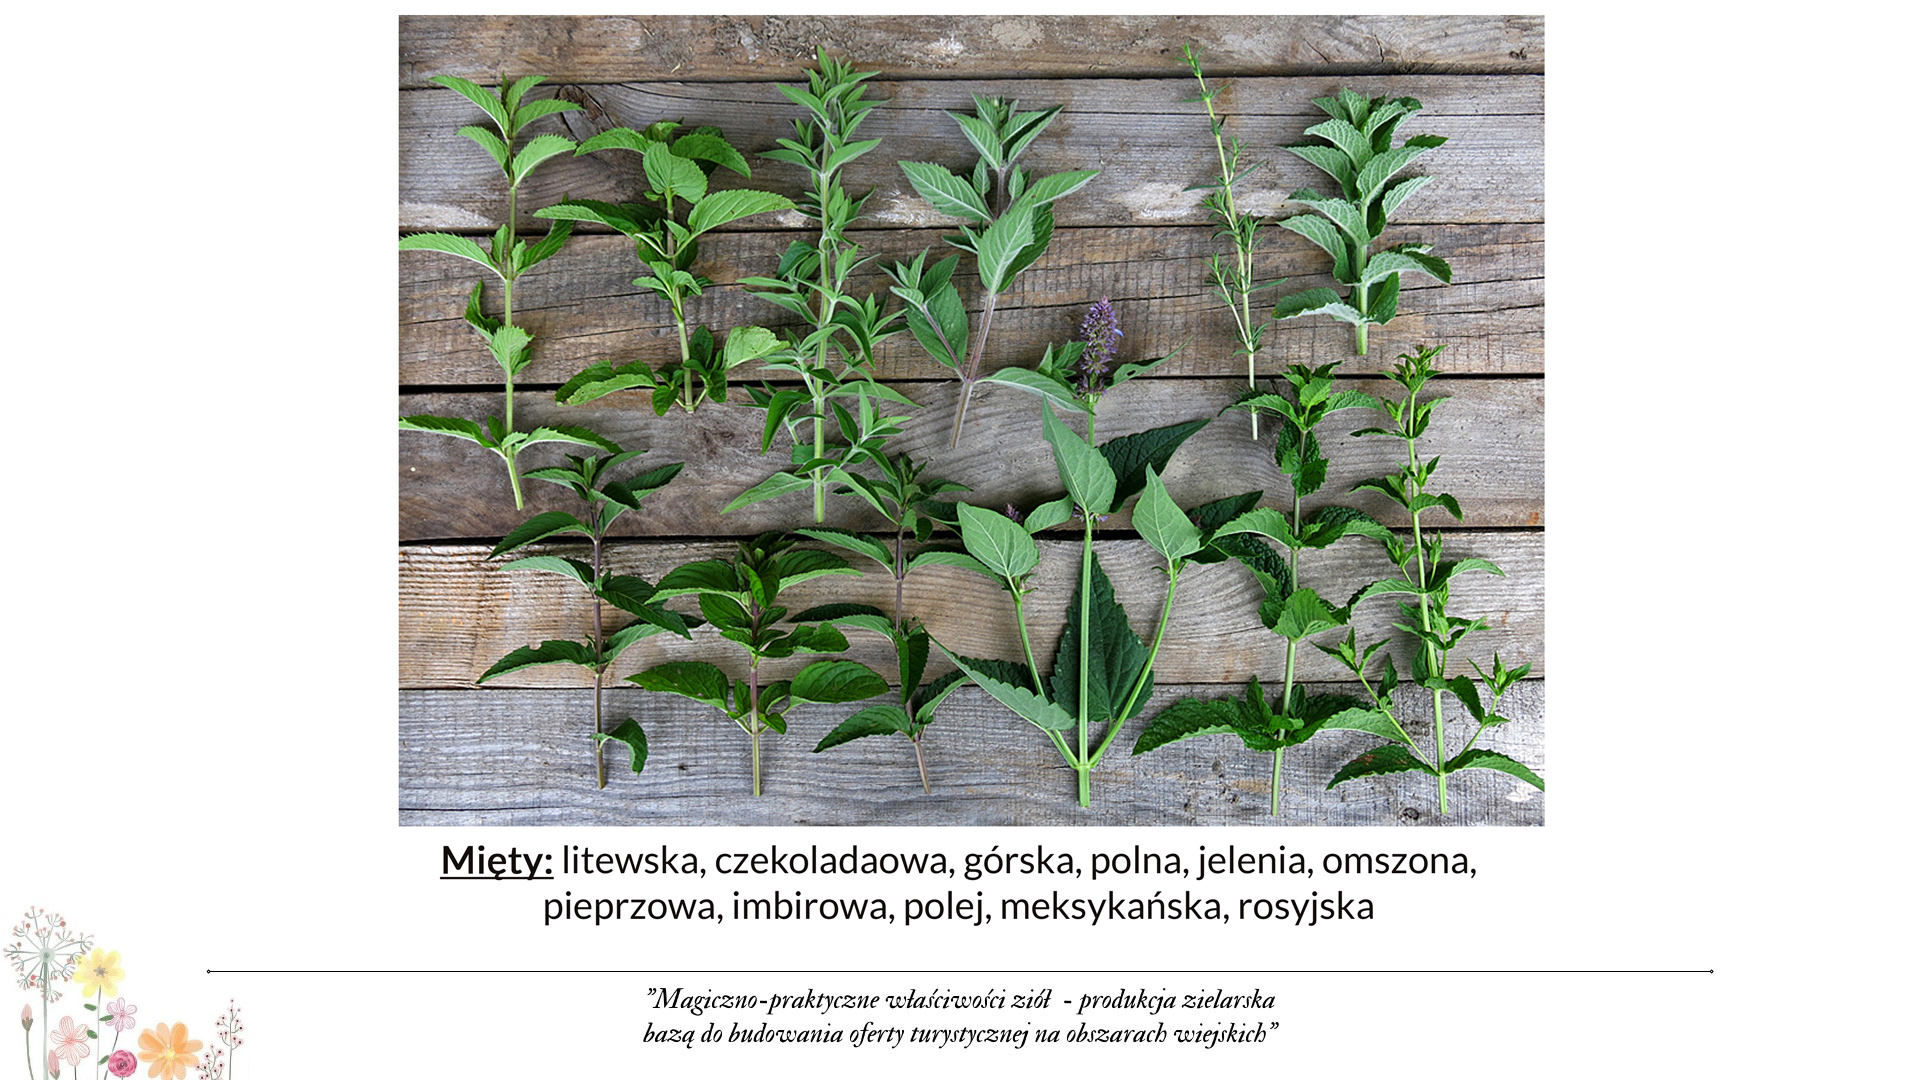 Mięty: litewska, czekoladaowa, górska, polna, jelenia, omszona,
pieprzowa, imbirowa, polej, meksykańska, rosyjska
”Magiczno-praktyczne właściwości ziół - produkcja zielarska
bazą do budowania oferty turystycznej na obszarach wiejskich”